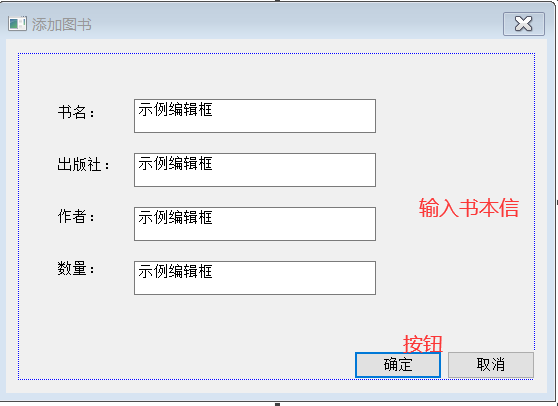 添加图书
书名：
示例编辑框
出版社：
示例编辑框
作者：
示例编辑框
输入书本信
数量：
示例编辑框
按钮
确定
取消